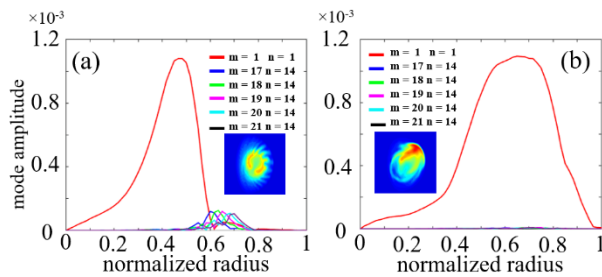 ×10⁻³
×10⁻³
1.2
1.2
(a)
(b)
m = 1 n = 1
m = 17 n = 14
m = 18 n = 14
m = 19 n = 14
m = 20 n = 14
m = 21 n = 14
m = 1 n = 1
m = 17 n = 14
m = 18 n = 14
m = 19 n = 14
m = 20 n = 14
m = 21 n = 14
0.8
0.8
mode amplitude
0.4
0.4
0
0
0 0.2 0.4 0.6 0.8 1
0 0.2 0.4 0.6 0.8 1
normalized radius
normalized radius